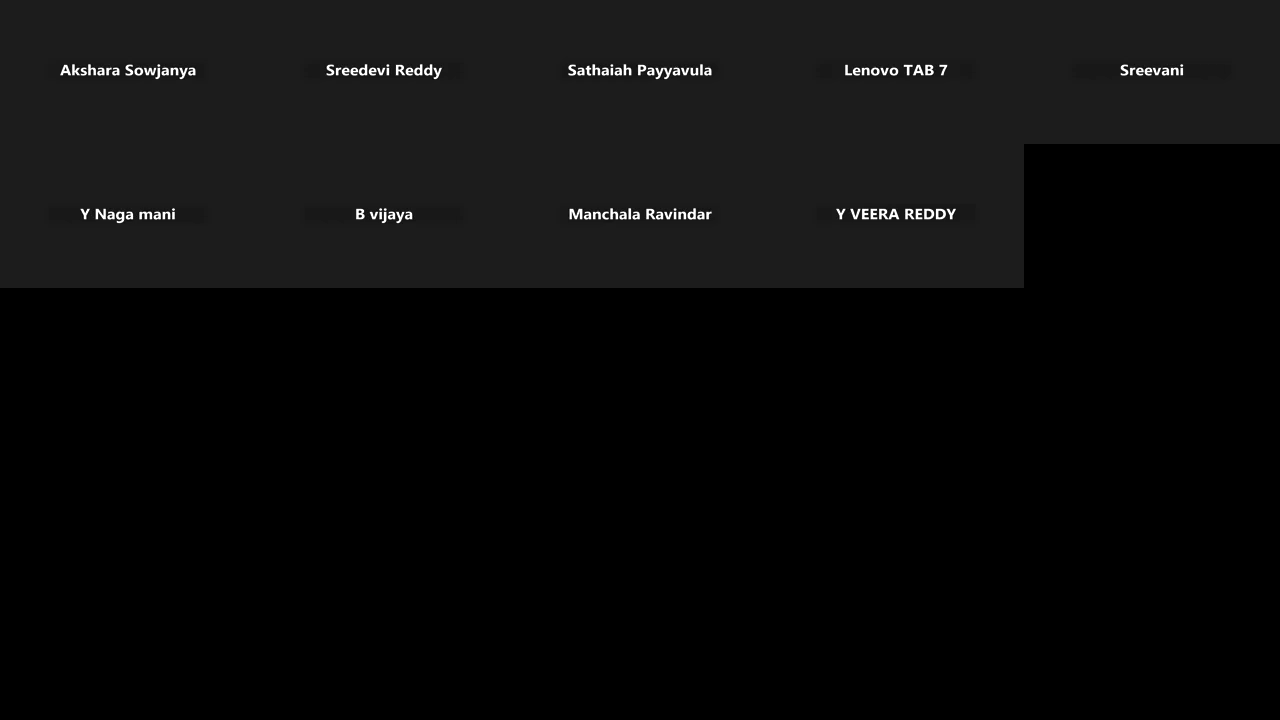 Akshara Sowjanya
Sreedevi Reddy
Sathaiah Payyavula
Lenovo TAB 7
Sreevani
Y Naga mani
B vijaya
Manchala Ravindar
Y VEERA REDDY